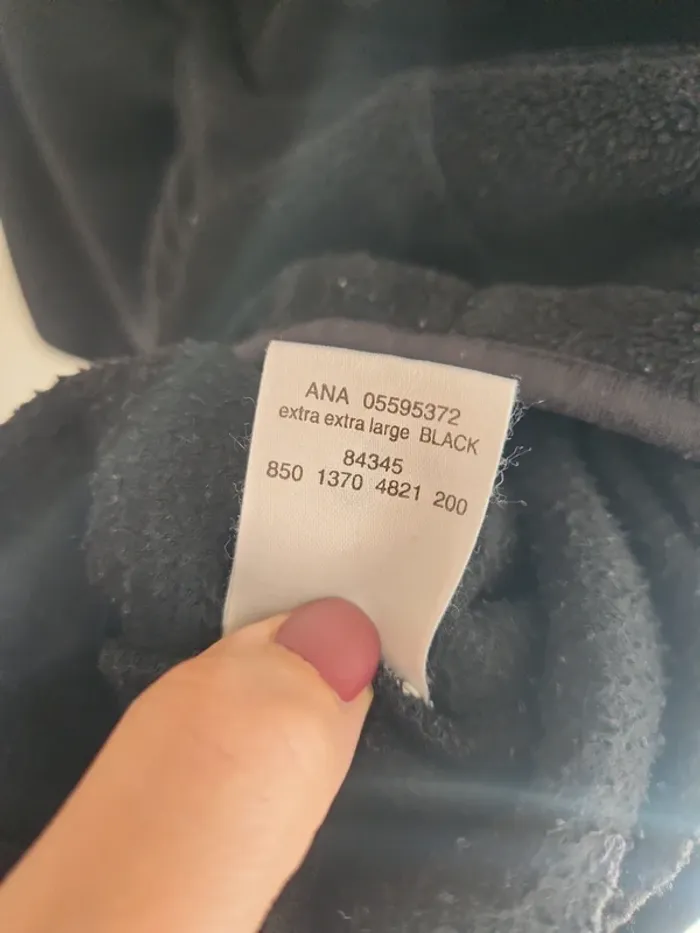 ANA 05595372
extra extra large BLACK
84345
850 1370 4821 200